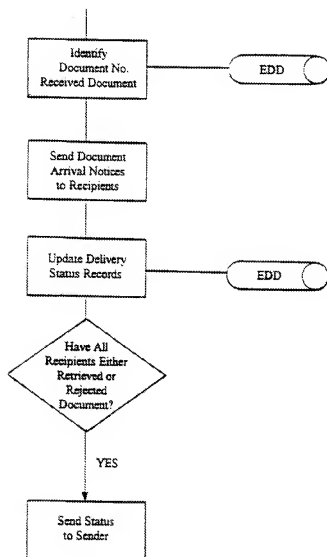 Identify
Document No.
Received Document
EDD
Send Document
Arrival Notices
to Recipients
Update Delivery
Status Records
EDD
Have All
Recipients Either
Retrieved or
Rejected
Document?
YES
Send Status
to Sender